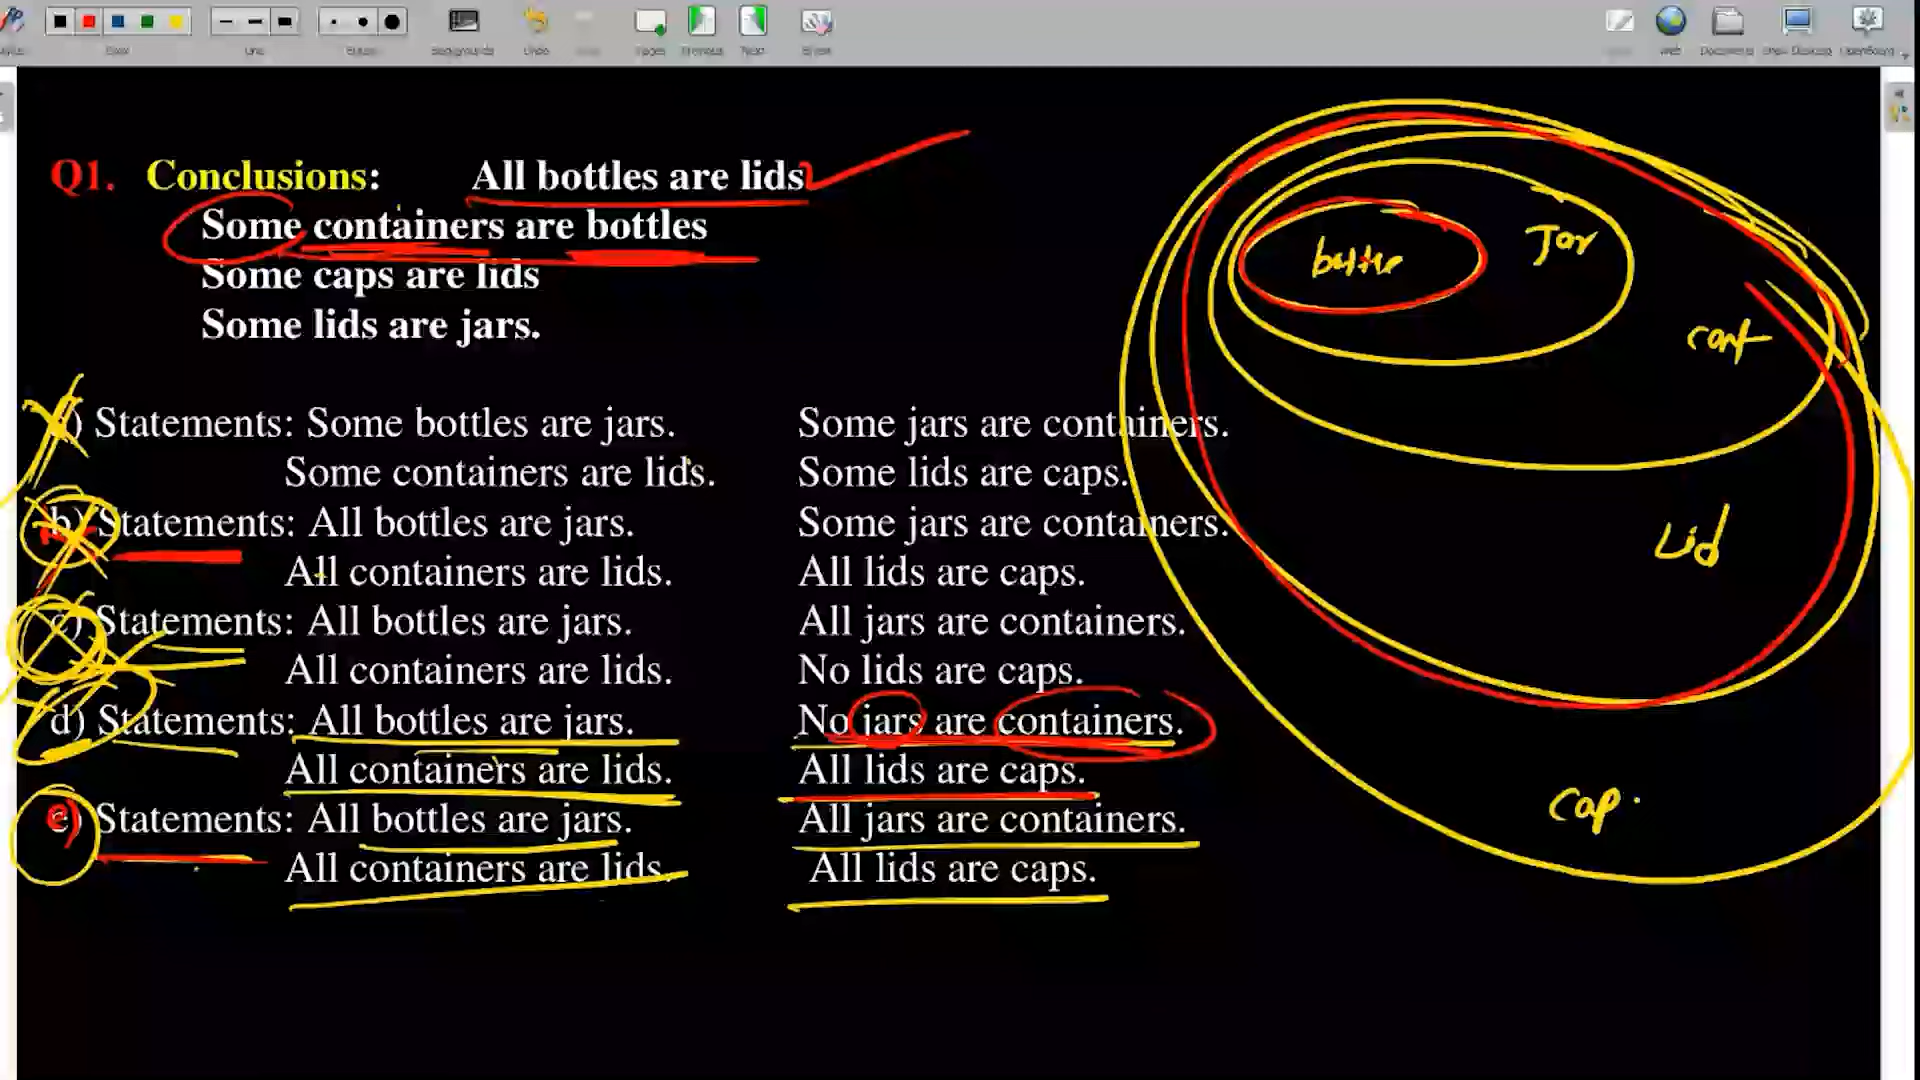 Q1. Conclusions: All bottles are lids
Some containers are bottles
Some caps are lids
Some lids are jars.
Statements: Some bottles are jars. Some jars are containers.
Some containers are lids. Some lids are caps.
b) Statements: All bottles are jars. Some jars are containers.
All containers are lids. All lids are caps.
c) Statements: All bottles are jars. All jars are containers.
All containers are lids. No lids are caps.
d) Statements: All bottles are jars. No jars are containers.
All containers are lids. All lids are caps.
e) Statements: All bottles are jars. All jars are containers.
All containers are lids. All lids are caps.
bottle
Jar
cont
Lid
cap.